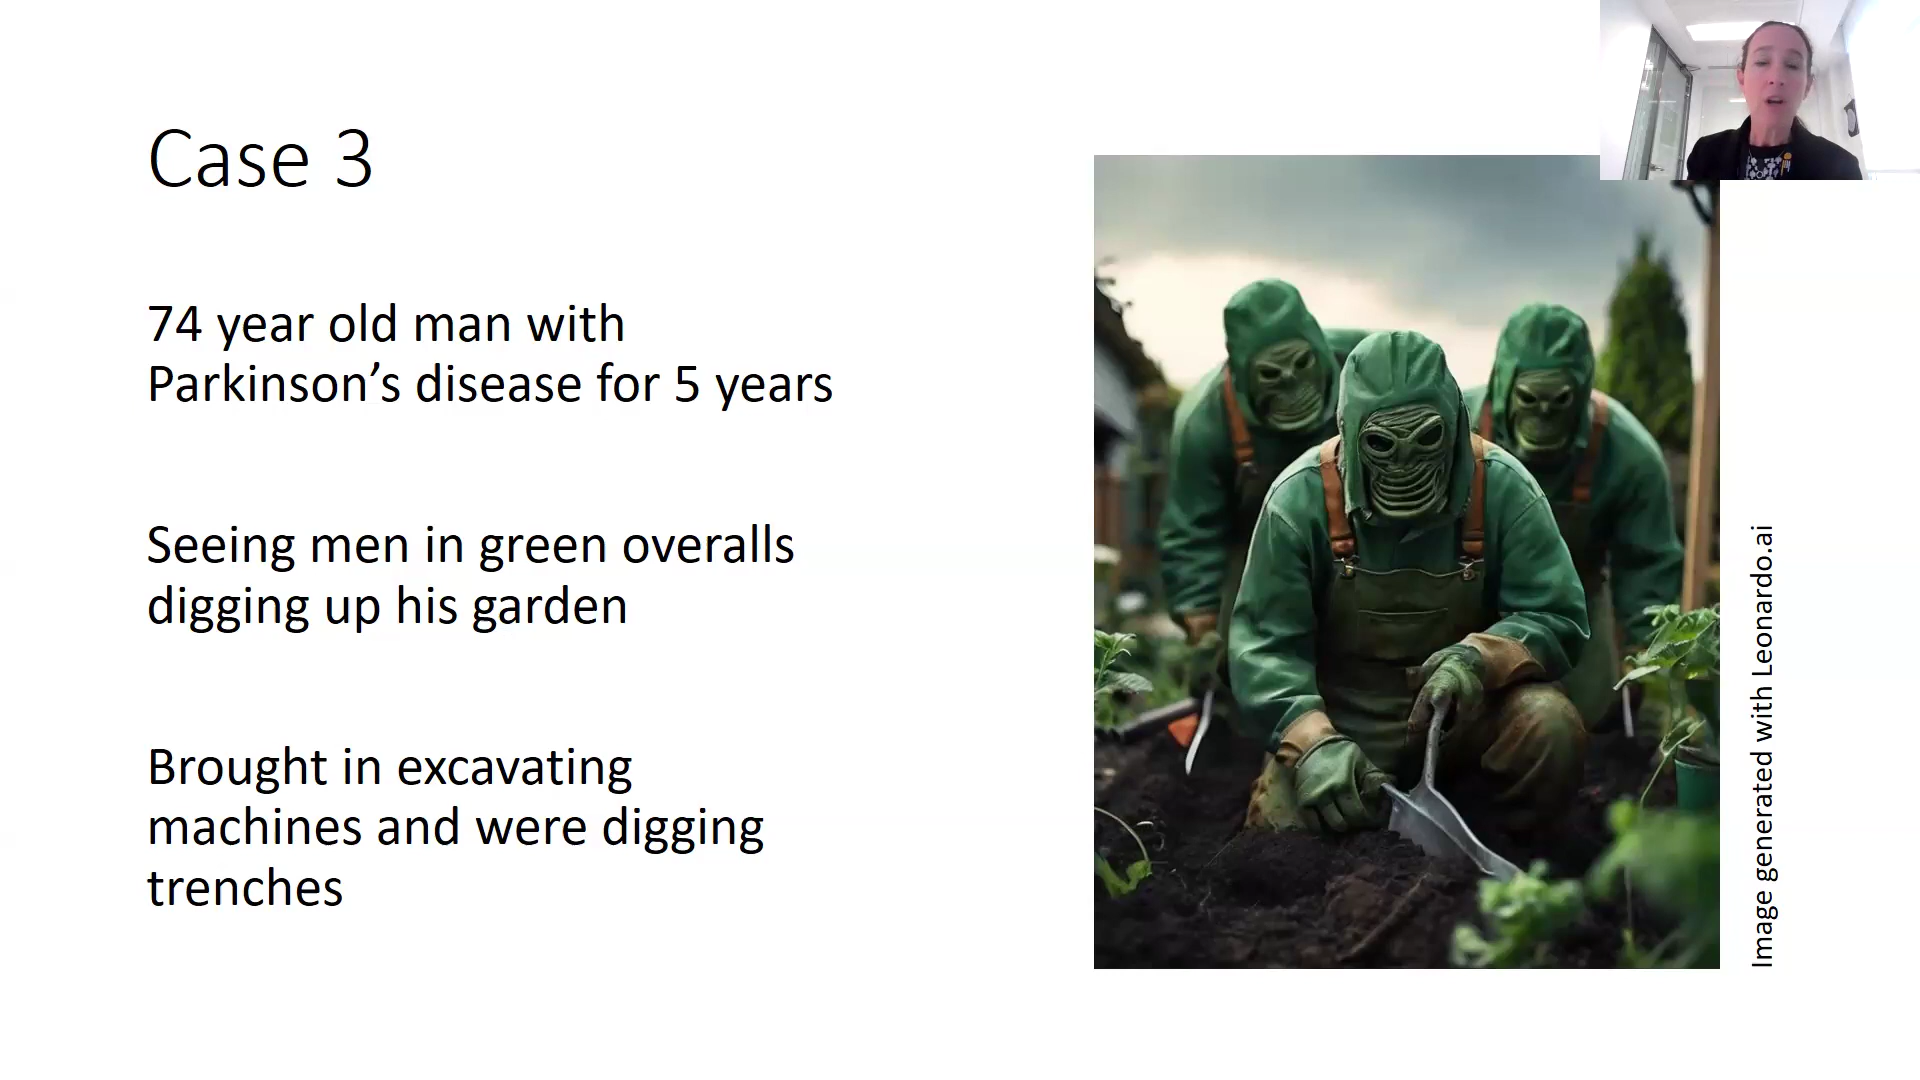 Case 3
74 year old man with
Parkinson’s disease for 5 years
Seeing men in green overalls
digging up his garden
Brought in excavating
machines and were digging
trenches
Image generated with Leonardo.ai